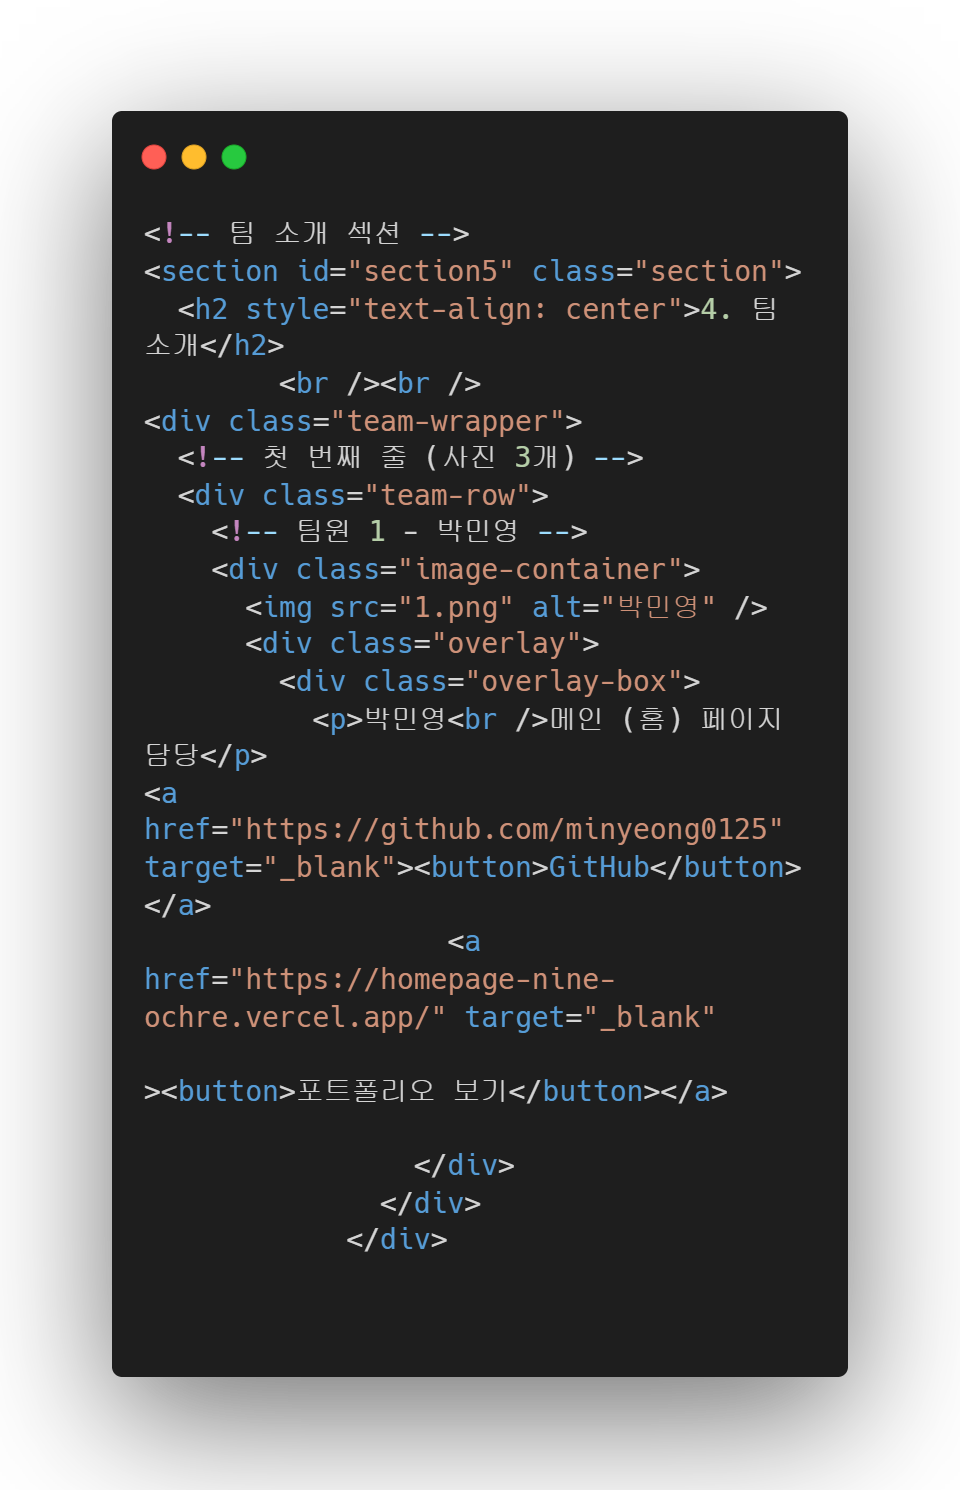 <!-- 팀 소개 섹션 -->
<section id="section5" class="section">
  <h2 style="text-align: center">4. 팀
소개</h2>
        <br /><br />
<div class="team-wrapper">
  <!-- 첫 번째 줄 (사진 3개) -->
  <div class="team-row">
    <!-- 팀원 1 - 박민영 -->
    <div class="image-container">
      <img src="1.png" alt="박민영" />
      <div class="overlay">
        <div class="overlay-box">
          <p>박민영<br />메인 (홈) 페이지
담당</p>
<a
href="https://github.com/minyeong0125"
target="_blank"><button>GitHub</button>
</a>
                  <a
href="https://homepage-nine-
ochre.vercel.app/" target="_blank"
><button>포트폴리오 보기</button></a>
                </div>
              </div>
            </div>